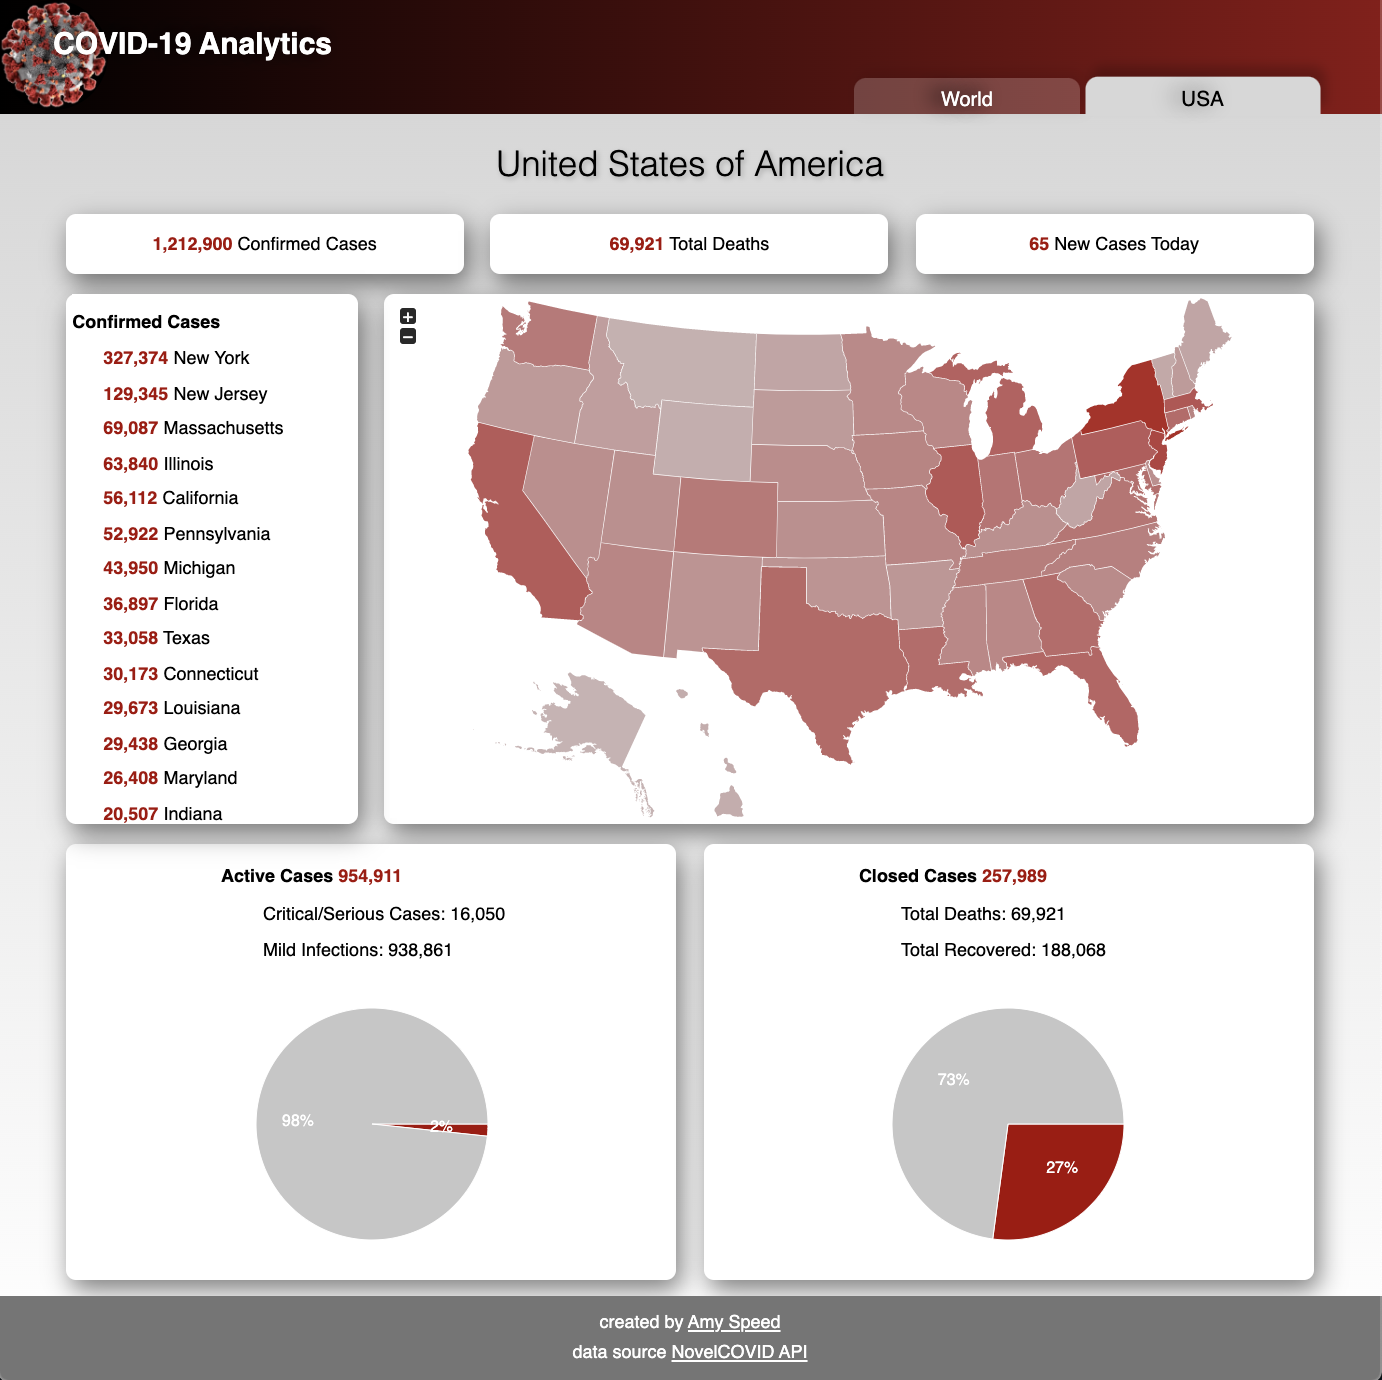 COVID-19 Analytics
World
USA
United States of America
1,212,900 Confirmed Cases
69,921 Total Deaths
65 New Cases Today
Confirmed Cases
327,374 New York
129,345 New Jersey
69,087 Massachusetts
63,840 Illinois
56,112 California
52,922 Pennsylvania
43,950 Michigan
36,897 Florida
33,058 Texas
30,173 Connecticut
29,673 Louisiana
29,438 Georgia
26,408 Maryland
20,507 Indiana
+
−
Active Cases 954,911
Critical/Serious Cases: 16,050
Mild Infections: 938,861
98%
2%
Closed Cases 257,989
Total Deaths: 69,921
Total Recovered: 188,068
73%
27%
created by Amy Speed
data source NovelCOVID API